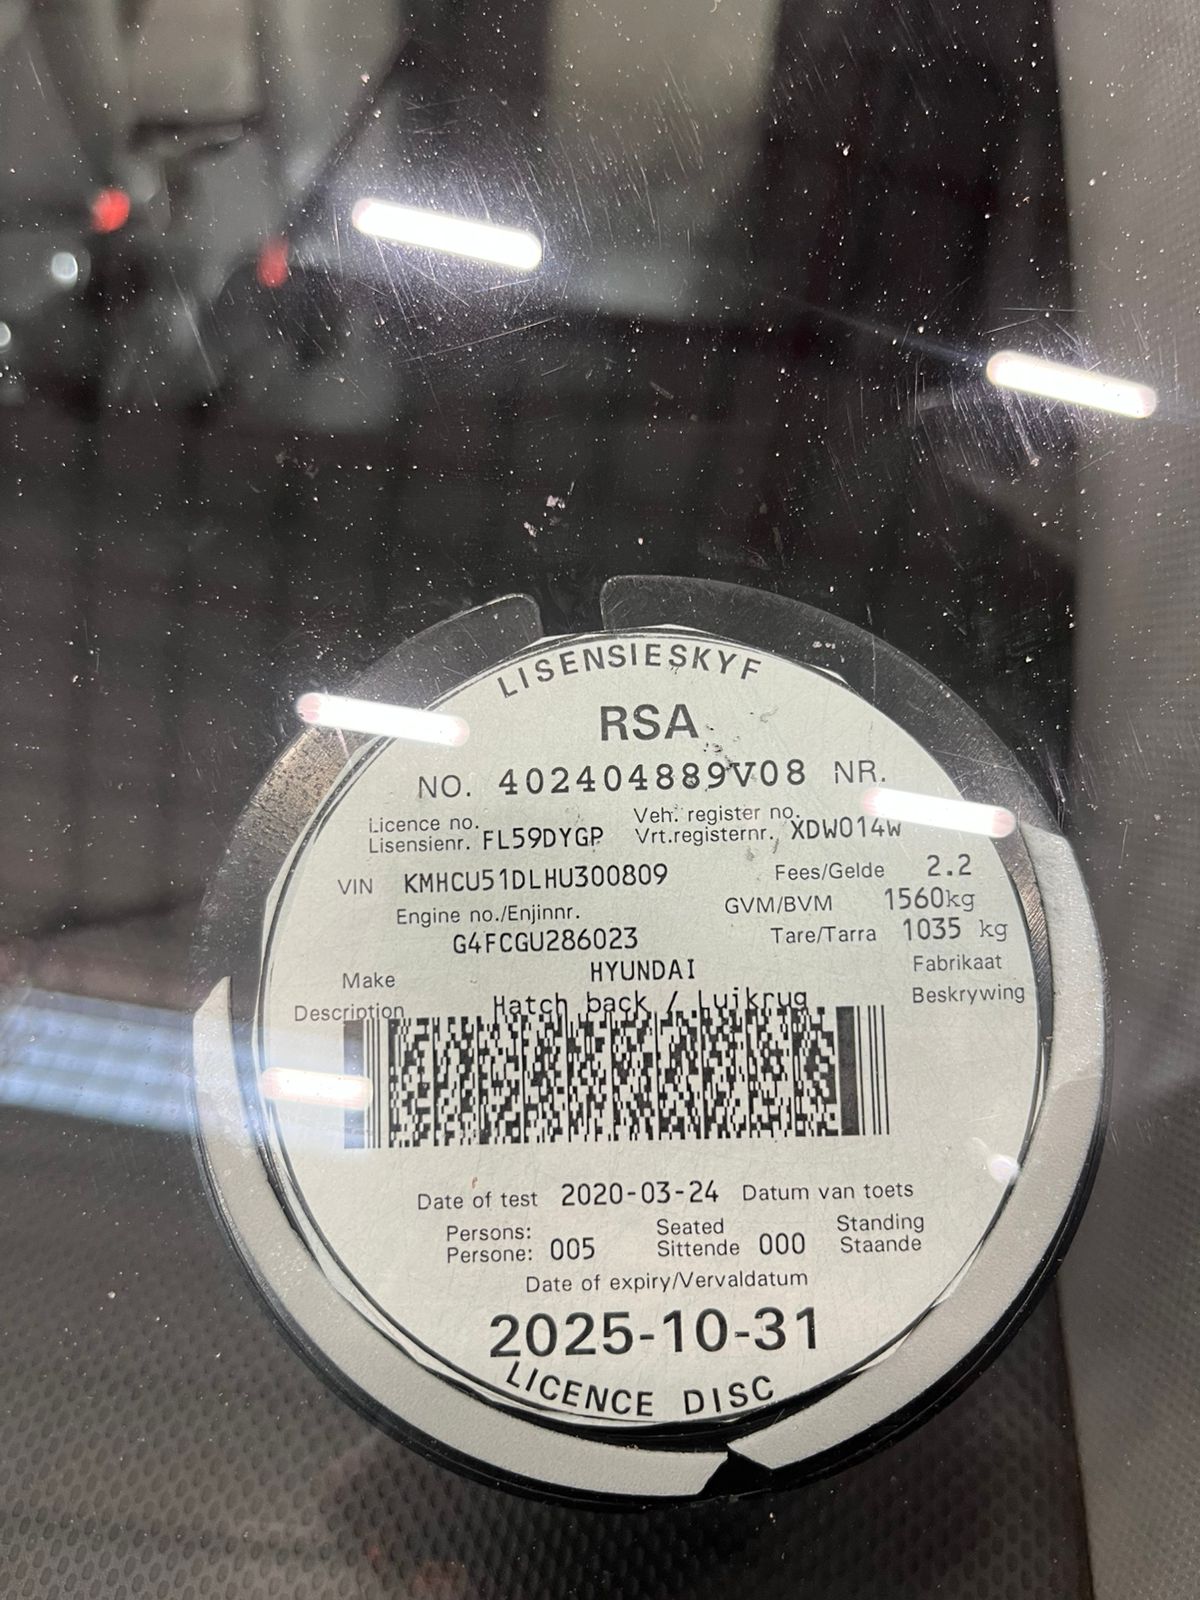 LISENSIESKYF
RSA
NO. 402404889V08 NR.
Licence no. Veh. register no.
Lisensienr. FL59DYGP Vrt.registernr. XDW014W
VIN KMHCU51DLHU300809 Fees/Gelde 2.2
Engine no./Enjinnr. GVM/BVM 1560kg
G4FCGU286023 Tare/Tarra 1035 kg
Make HYUNDAI Fabrikaat
Description Hatch back / Luikrug Beskrywing
Date of test 2020-03-24 Datum van toets
Persons: Seated Standing
Persone: 005 Sittende 000 Staande
Date of expiry/Vervaldatum
2025-10-31
LICENCE DISC